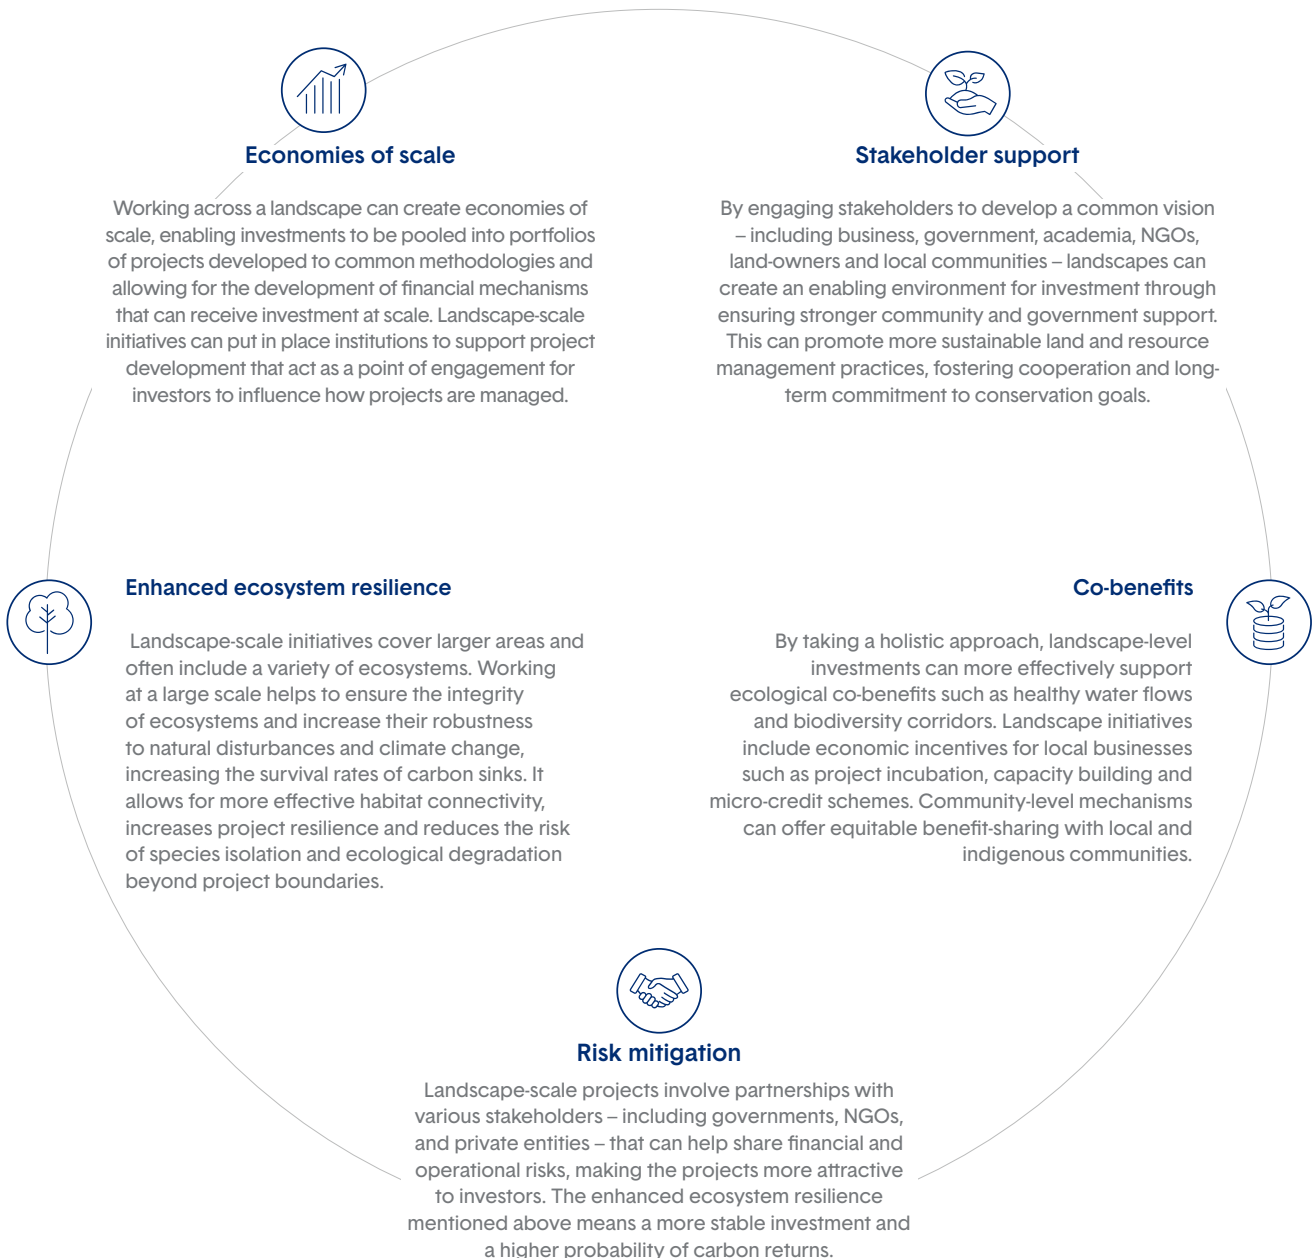 Economies of scale
Working across a landscape can create economies of
scale, enabling investments to be pooled into portfolios
of projects developed to common methodologies and
allowing for the development of financial mechanisms
that can receive investment at scale. Landscape-scale
initiatives can put in place institutions to support project
development that act as a point of engagement for
investors to influence how projects are managed.
Stakeholder support
By engaging stakeholders to develop a common vision
– including business, government, academia, NGOs,
land-owners and local communities – landscapes can
create an enabling environment for investment through
ensuring stronger community and government support.
This can promote more sustainable land and resource
management practices, fostering cooperation and long-
term commitment to conservation goals.
Enhanced ecosystem resilience
Landscape-scale initiatives cover larger areas and
often include a variety of ecosystems. Working
at a large scale helps to ensure the integrity
of ecosystems and increase their robustness
to natural disturbances and climate change,
increasing the survival rates of carbon sinks. It
allows for more effective habitat connectivity,
increases project resilience and reduces the risk
of species isolation and ecological degradation
beyond project boundaries.
Co-benefits
By taking a holistic approach, landscape-level
investments can more effectively support
ecological co-benefits such as healthy water flows
and biodiversity corridors. Landscape initiatives
include economic incentives for local businesses
such as project incubation, capacity building and
micro-credit schemes. Community-level mechanisms
can offer equitable benefit-sharing with local and
indigenous communities.
Risk mitigation
Landscape-scale projects involve partnerships with
various stakeholders – including governments, NGOs,
and private entities – that can help share financial and
operational risks, making the projects more attractive
to investors. The enhanced ecosystem resilience
mentioned above means a more stable investment and
a higher probability of carbon returns.